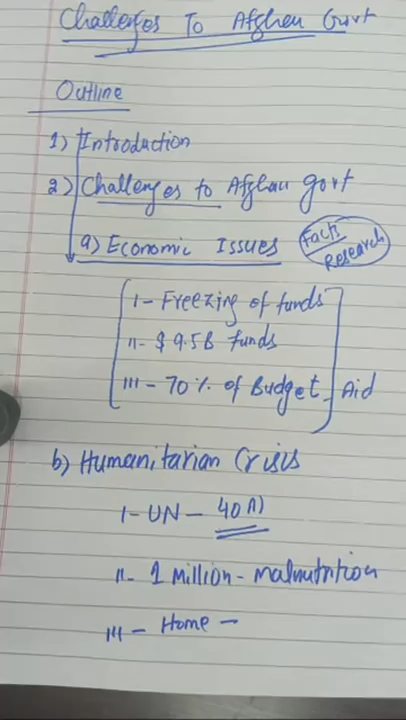 Challenges To Afghan Govt
Outline
1) Introduction
2) Challenges to Afghan govt
a) Economic Issues
Facts
Research
I- Freezing of funds
II- $ 9.5B funds
III- 70% of Budget - Aid
b) Humanitarian Crisis
I- UN - 40M
II- 1 Million - malnutrition
III- Home -